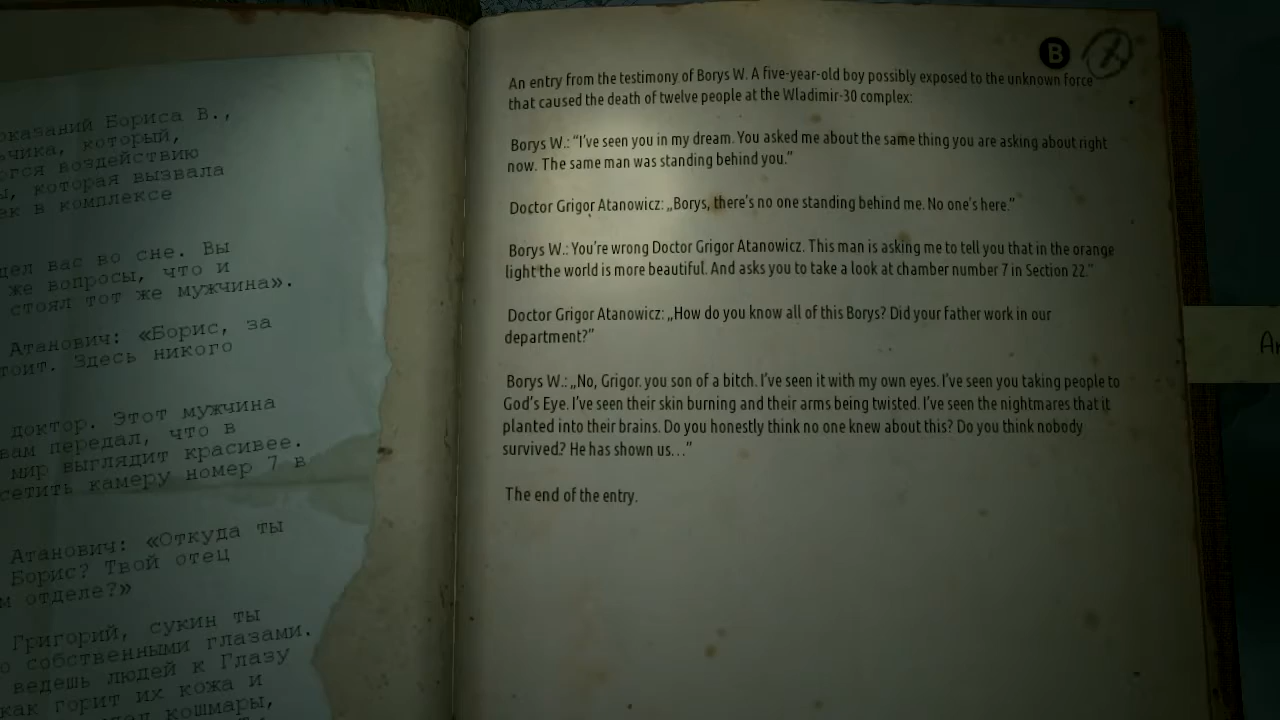 оказаний Бориса В.,
ьчика, который,
ргся воздействию
ы, которая вызвала
ек в комплексе
дел вас во сне. Вы
же вопросы, что и
стоял тот же мужчина».
Атанович: «Борис, за
тоит. Здесь никого
доктор. Этот мужчина
вам передал, что в
мир выглядит красивее.
сетить камеру номер 7 в
Атанович: «Откуда ты
Борис? Твой отец
м отделе?»
Григорий, сукин ты
о собственными глазами.
ведешь людей к Глазу
как горит их кожа и
кошмары,
B
An entry from the testimony of Borys W. A five-year-old boy possibly exposed to the unknown force
that caused the death of twelve people at the Wladimir-30 complex:
Borys W.: “I’ve seen you in my dream. You asked me about the same thing you are asking about right
now. The same man was standing behind you.”
Doctor Grigor Atanowicz: „Borys, there’s no one standing behind me. No one’s here.”
Borys W.: You’re wrong Doctor Grigor Atanowicz. This man is asking me to tell you that in the orange
light the world is more beautiful. And asks you to take a look at chamber number 7 in Section 22.”
Doctor Grigor Atanowicz: „How do you know all of this Borys? Did your father work in our
department?”
Borys W.: „No, Grigor. you son of a bitch. I’ve seen it with my own eyes. I’ve seen you taking people to
God’s Eye. I’ve seen their skin burning and their arms being twisted. I’ve seen the nightmares that it
planted into their brains. Do you honestly think no one knew about this? Do you think nobody
survived? He has shown us…”
The end of the entry.